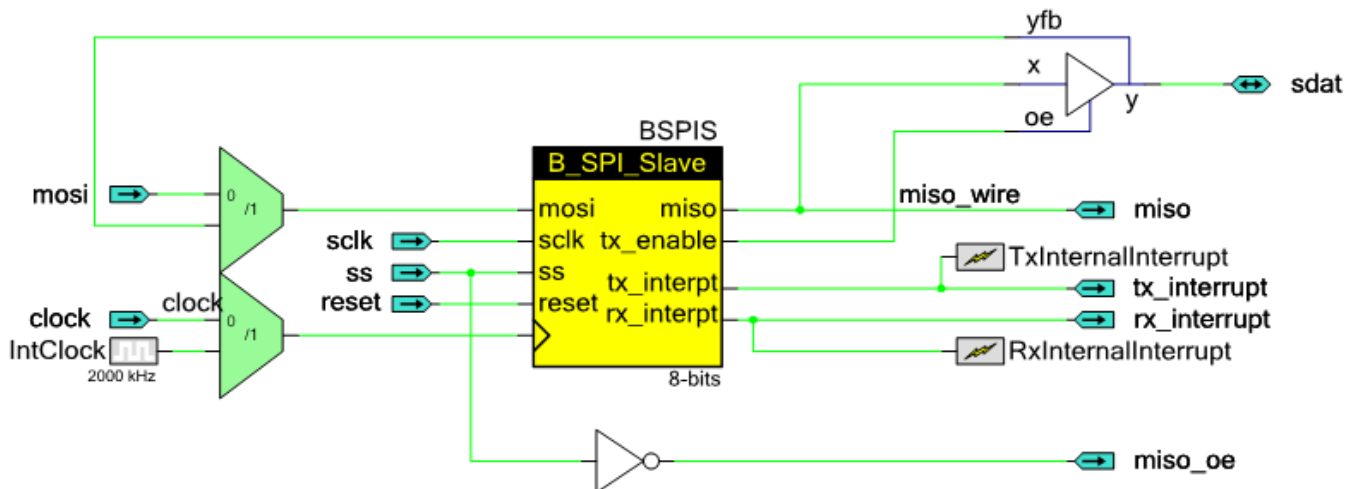 yfb
x
sdat
y
oe
BSPIS
B_SPI_Slave
mosi
0
/1
mosi
miso
miso_wire
miso
sclk
sclk
tx_enable
ss
ss
TxInternalInterrupt
tx_interpt
tx_interrupt
reset
reset
rx_interpt
rx_interrupt
clock
clock
0
/1
IntClock
RxInternalInterrupt
2000 kHz
8-bits
miso_oe